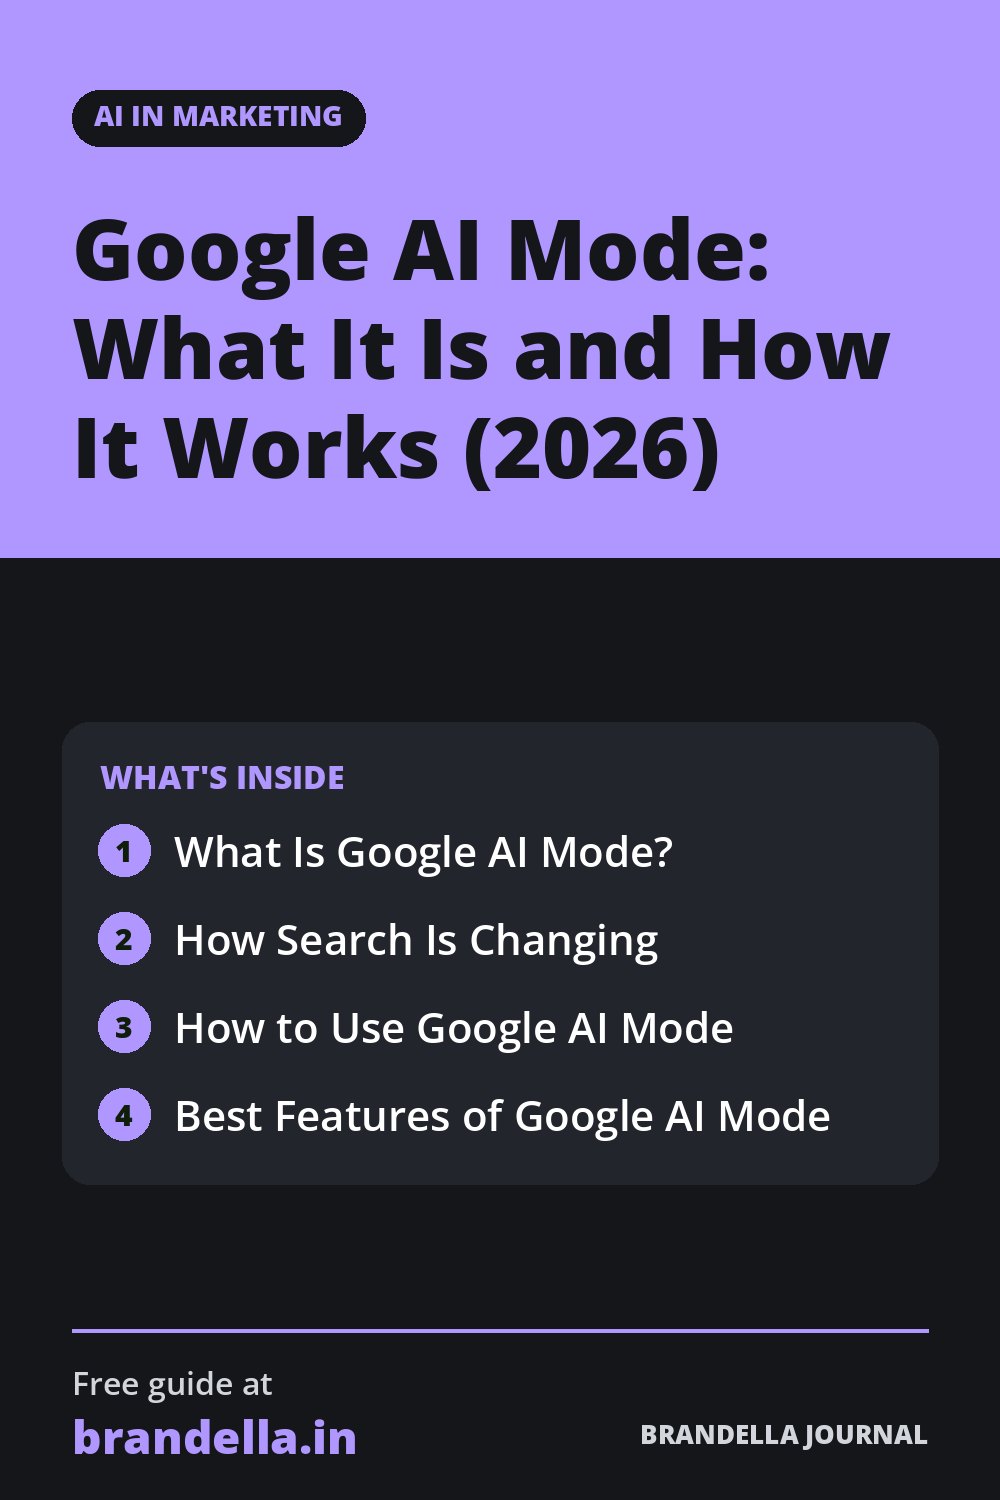 AI IN MARKETING
Google AI Mode:
What It Is and How
It Works (2026)
WHAT'S INSIDE
1 What Is Google AI Mode?
2 How Search Is Changing
3 How to Use Google AI Mode
4 Best Features of Google AI Mode
Free guide at
brandella.in
BRANDELLA JOURNAL